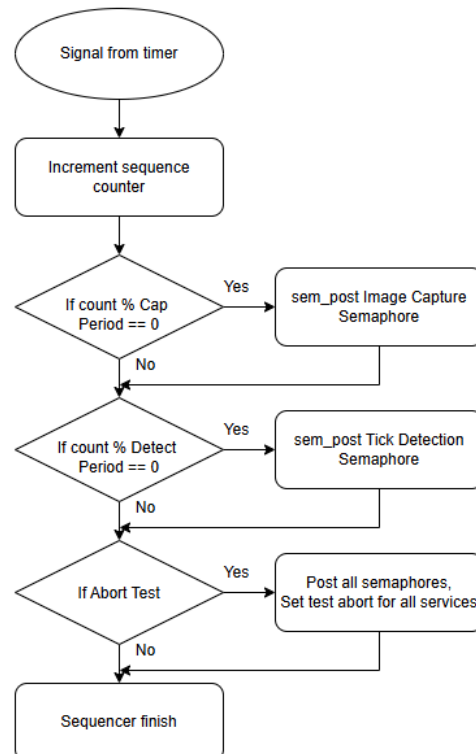 Signal from timer
Increment sequence
counter
If count % Cap
Period == 0
Yes
sem_post Image Capture
Semaphore
No
If count % Detect
Period == 0
Yes
sem_post Tick Detection
Semaphore
No
If Abort Test
Yes
Post all semaphores,
Set test abort for all services
No
Sequencer finish